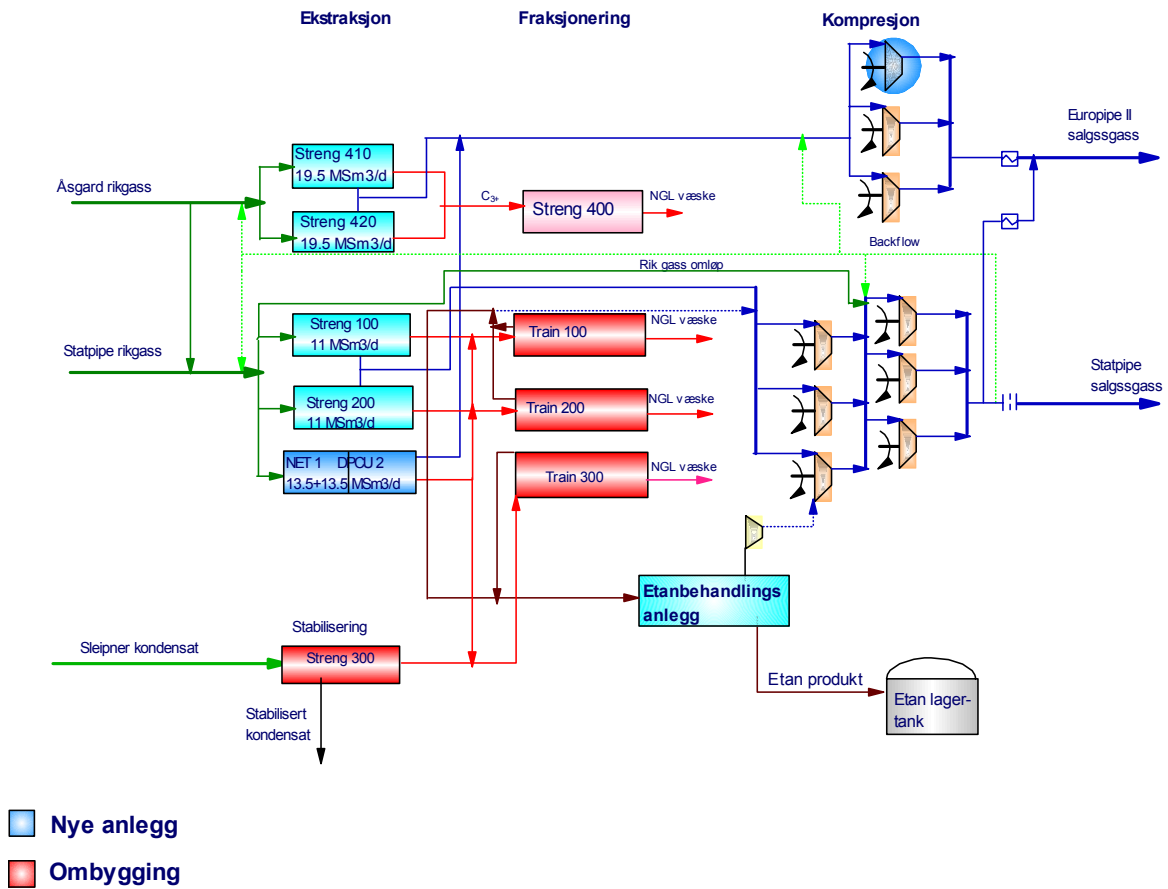 Ekstraksjon
Fraksjonering
Kompresjon
Streng 410
19.5 MSm3/d
Streng 420
19.5 MSm3/d
Åsgard rikgass
C3+
Streng 400
NGL væske
Europipe II
salgssgass
Backflow
Rik gass omløp
Statpipe rikgass
Streng 100
11 MSm3/d
Streng 200
11 MSm3/d
NET 1 DPCU 2
13.5+13.5 MSm3/d
Train 100
NGL væske
Train 200
NGL væske
Train 300
NGL væske
Statpipe
salgssgass
Etanbehandlings
anlegg
Stabilisering
Sleipner kondensat
Streng 300
Stabilisert
kondensat
Etan produkt
Etan lager-
tank
Nye anlegg
Ombygging